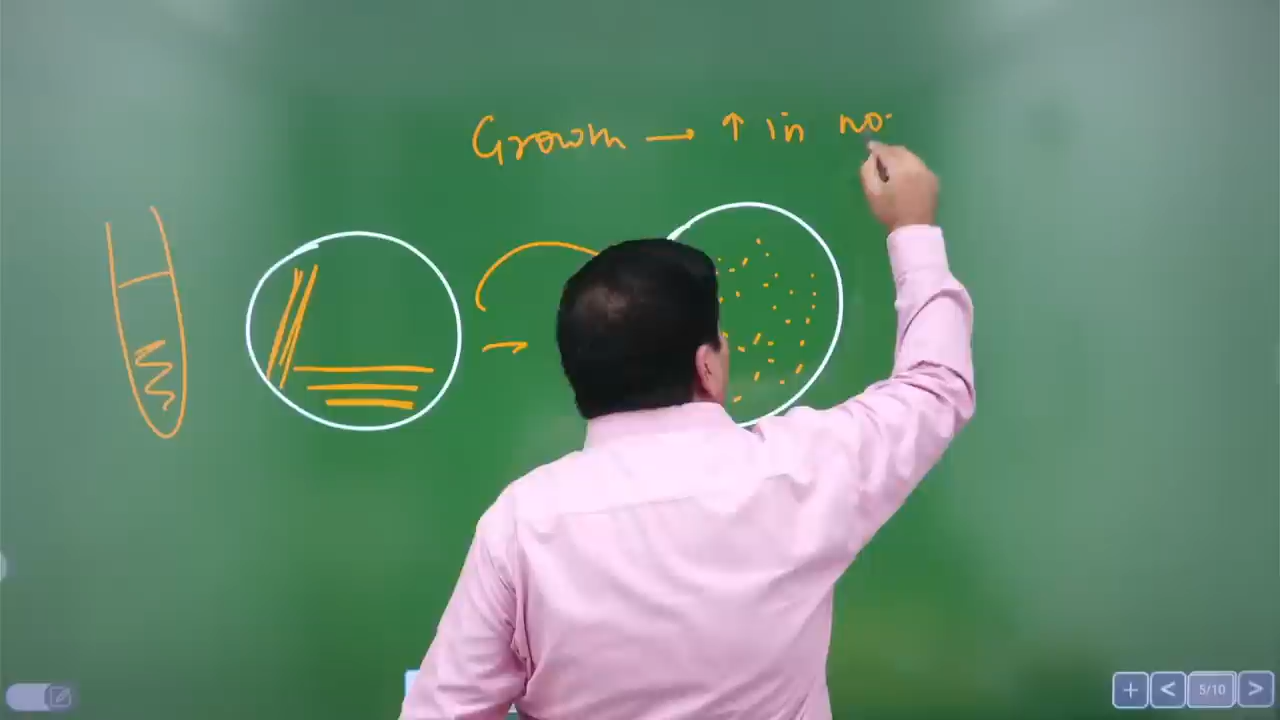 Growth → ↑ in no.
+ < 5/10 >